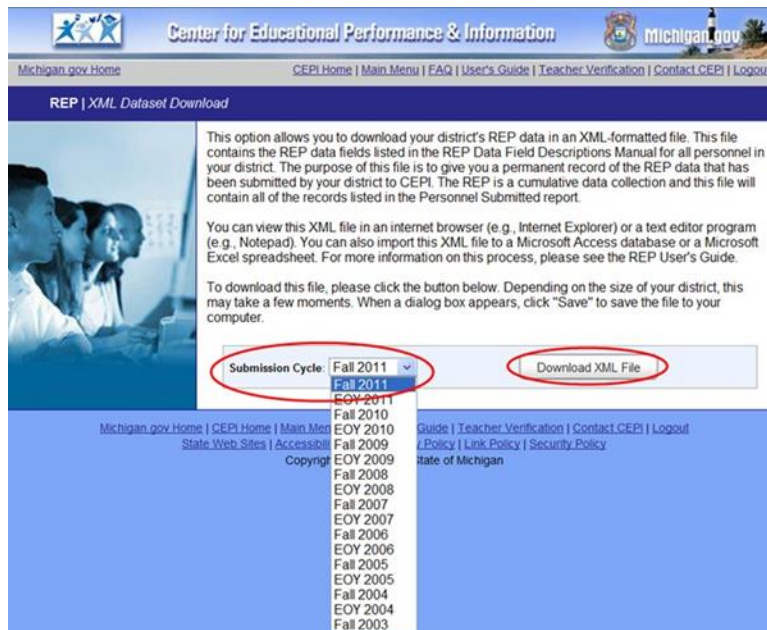 Center for Educational Performance & Information
Michigan.gov
Michigan.gov Home
CEPI Home | Main Menu | FAQ | User's Guide | Teacher Verification | Contact CEPI | Logout
REP | XML Dataset Download
This option allows you to download your district's REP data in an XML-formatted file. This file
contains the REP data fields listed in the REP Data Field Descriptions Manual for all personnel in
your district. The purpose of this file is to give you a permanent record of the REP data that has
been submitted by your district to CEPI. The REP is a cumulative data collection and this file will
contain all of the records listed in the Personnel Submitted report.
You can view this XML file in an internet browser (e.g., Internet Explorer) or a text editor program
(e.g., Notepad). You can also import this XML file to a Microsoft Access database or a Microsoft
Excel spreadsheet. For more information on this process, please see the REP User's Guide.
To download this file, please click the button below. Depending on the size of your district, this
may take a few moments. When a dialog box appears, click "Save" to save the file to your
computer.
Submission Cycle: Fall 2011 Download XML File
Fall 2011
EOY 2011
Fall 2010
EOY 2010
Fall 2009
EOY 2009
Fall 2008
EOY 2008
Fall 2007
EOY 2007
Fall 2006
EOY 2006
Fall 2005
EOY 2005
Fall 2004
EOY 2004
Fall 2003
Michigan.gov Home | CEPI Home | Main Guide | Teacher Verification | Contact CEPI | Logout
State Web Sites | Policy | Link Policy | Security Policy
State of Michigan